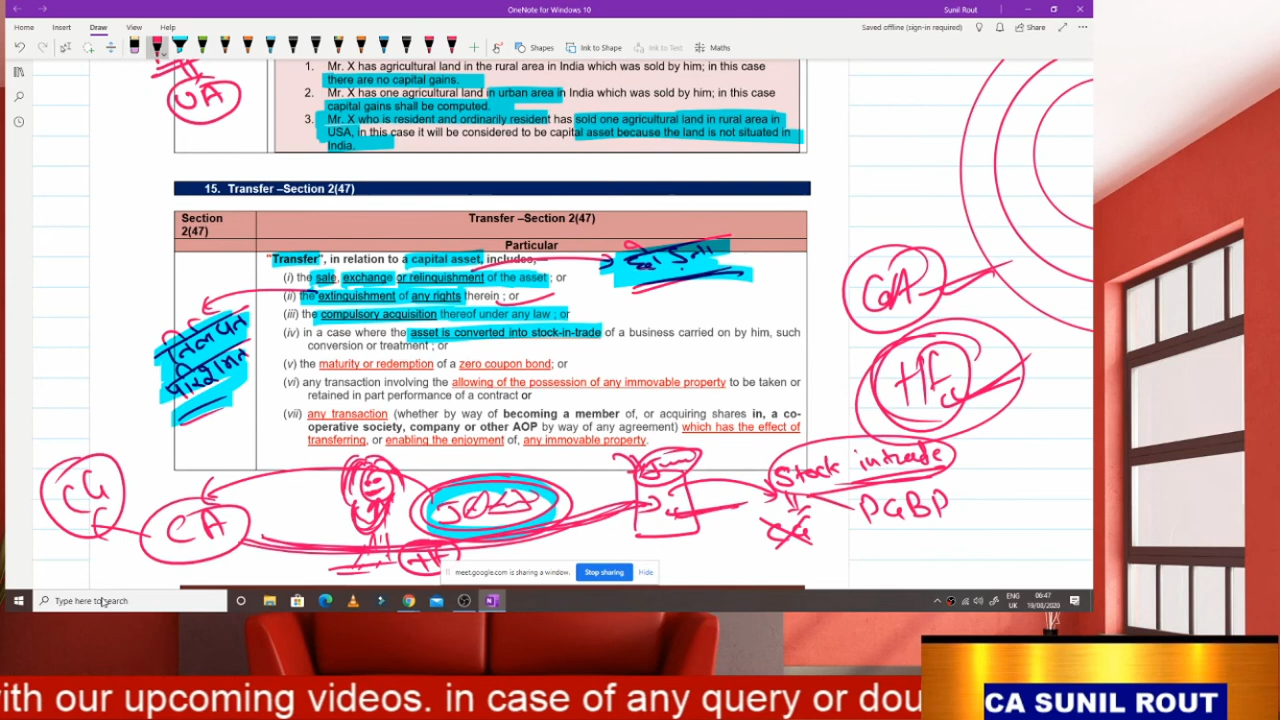 OneNote for Windows 10
Sunil Rout
Home Insert Draw View Help
Saved offline (sign-in required) Share
Shapes Ink to Shape Ink to Text Maths
UA
1. Mr. X has agricultural land in the rural area in India which was sold by him; in this case
there are no capital gains.
2. Mr. X has one agricultural land in urban area in India which was sold by him; in this case
capital gains shall be computed.
3. Mr. X who is resident and ordinarily resident has sold one agricultural land in rural area in
USA, in this case it will be considered to be capital asset because the land is not situated in
India.
15. Transfer –Section 2(47)
Section
2(47)
Transfer –Section 2(47)
Particular
"Transfer", in relation to a capital asset, includes,—
(i) the sale, exchange or relinquishment of the asset ; or
(ii) the extinguishment of any rights therein ; or
(iii) the compulsory acquisition thereof under any law ; or
(iv) in a case where the asset is converted into stock-in-trade of a business carried on by him, such
conversion or treatment ; or
(v) the maturity or redemption of a zero coupon bond; or
(vi) any transaction involving the allowing of the possession of any immovable property to be taken or
retained in part performance of a contract or
(vii) any transaction (whether by way of becoming a member of, or acquiring shares in, a co-
operative society, company or other AOP by way of any agreement) which has the effect of
transferring, or enabling the enjoyment of, any immovable property.
HF
CG
CA
HF
Stock in trade
PGBP
meet.google.com is sharing a window. Stop sharing Hide
Type here to search
ENG
UK
06:47
19/08/2020
with our upcoming videos. in case of any query or dou
CA SUNIL ROUT